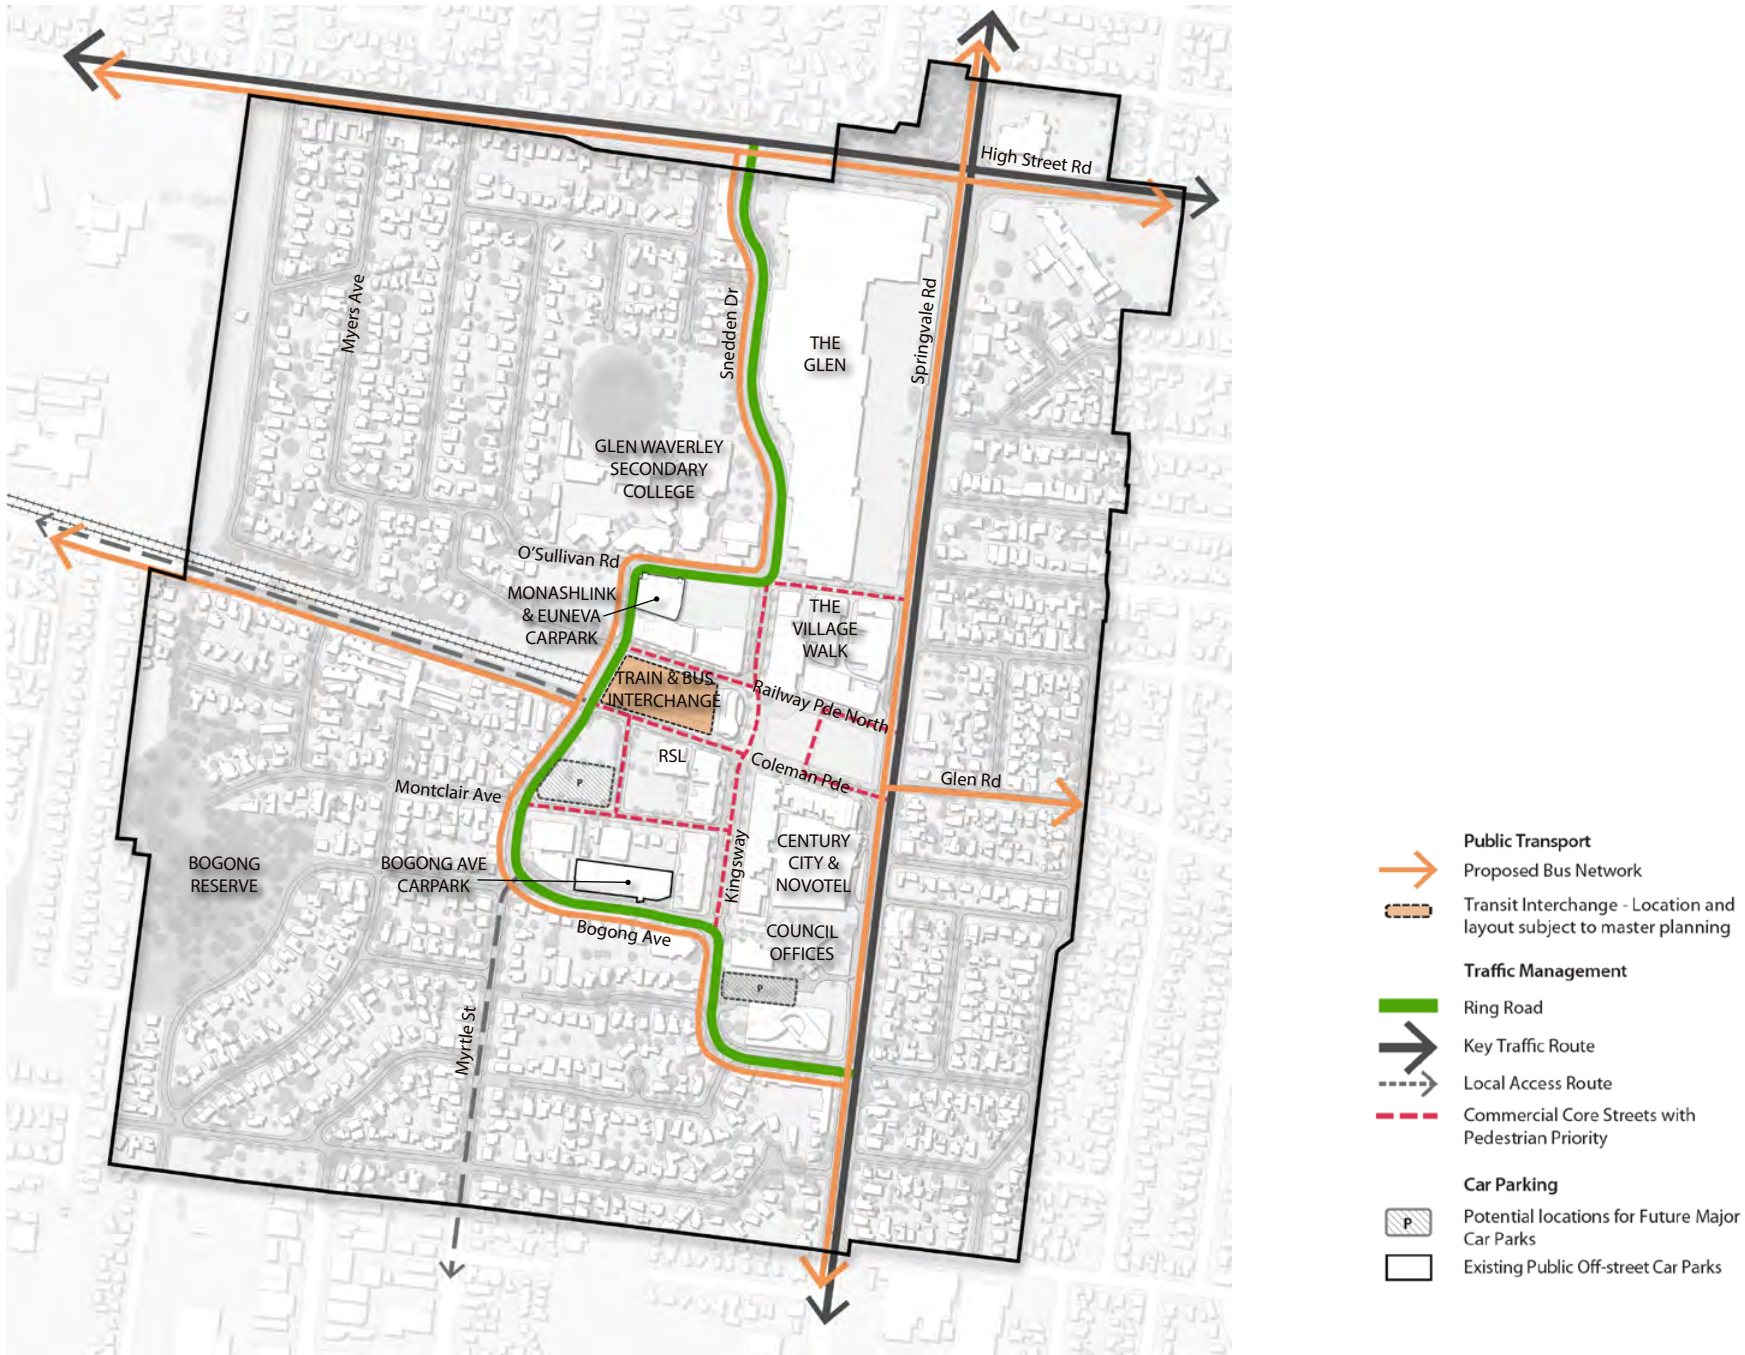 High Street Rd
Myers Ave
Snedden Dr
Springvale Rd
THE
GLEN
GLEN WAVERLEY
SECONDARY
COLLEGE
O'Sullivan Rd
MONASHLINK
& EUNEVA
CARPARK
THE
VILLAGE
WALK
TRAIN & BUS
INTERCHANGE
Railway Pde North
RSL
Coleman Pde
Glen Rd
P
Montclair Ave
Kingsway
CENTURY
CITY &
NOVOTEL
BOGONG
RESERVE
BOGONG AVE
CARPARK
Bogong Ave
COUNCIL
OFFICES
P
Myrtle St
Public Transport
Proposed Bus Network
Transit Interchange - Location and
layout subject to master planning
Traffic Management
Ring Road
Key Traffic Route
Local Access Route
Commercial Core Streets with
Pedestrian Priority
Car Parking
P
Potential locations for Future Major
Car Parks
Existing Public Off-street Car Parks